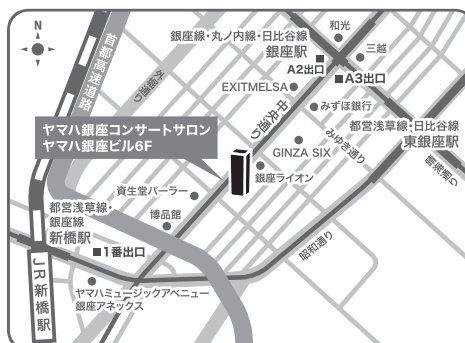 N
首都高速道路
外堀通り
和光
銀座線・丸ノ内線・日比谷線
銀座駅
三越
A2出口
A3出口
EXITMELSA
中央通り
みずほ銀行
都営浅草線・日比谷線
東銀座駅
ヤマハ銀座コンサートサロン
ヤマハ銀座ビル6F
みゆき通り
GINZA SIX
銀座ライオン
晴海通り
資生堂パーラー
博品館
都営浅草線・
銀座線
新橋駅
1番出口
昭和通り
JR新橋駅
ヤマハミュージックアベニュー
銀座アネックス